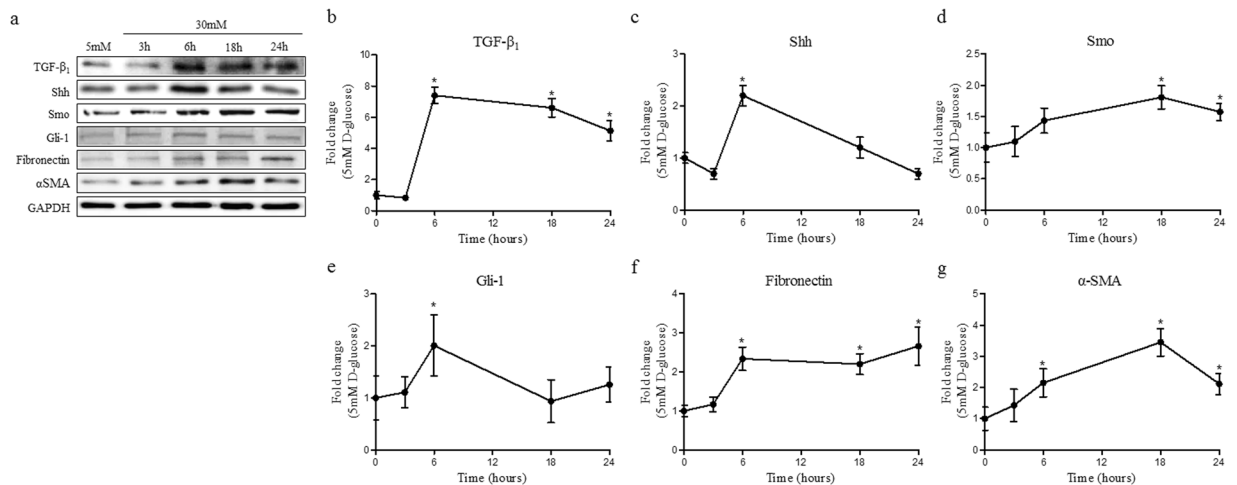 a
30mM
5mM 3h 6h 18h 24h
TGF-β1
Shh
Smo
Gli-1
Fibronectin
αSMA
GAPDH
b
TGF-β1
Fold change
(5mM D-glucose)
10
8
6
4
2
0
*
*
*
0 6 12 18 24
Time (hours)
c
Shh
Fold change
(5mM D-glucose)
3
2
1
0
*
0 6 12 18 24
Time (hours)
d
Smo
Fold change
(5mM D-glucose)
2.5
2.0
1.5
1.0
0.5
0.0
*
*
0 6 12 18 24
Time (hours)
e
Gli-1
Fold change
(5mM D-glucose)
3
2
1
0
*
0 6 12 18 24
Time (hours)
f
Fibronectin
Fold change
(5mM D-glucose)
4
3
2
1
0
*
*
*
0 6 12 18 24
Time (hours)
g
α-SMA
Fold change
(5mM D-glucose)
5
4
3
2
1
0
*
*
*
0 6 12 18 24
Time (hours)